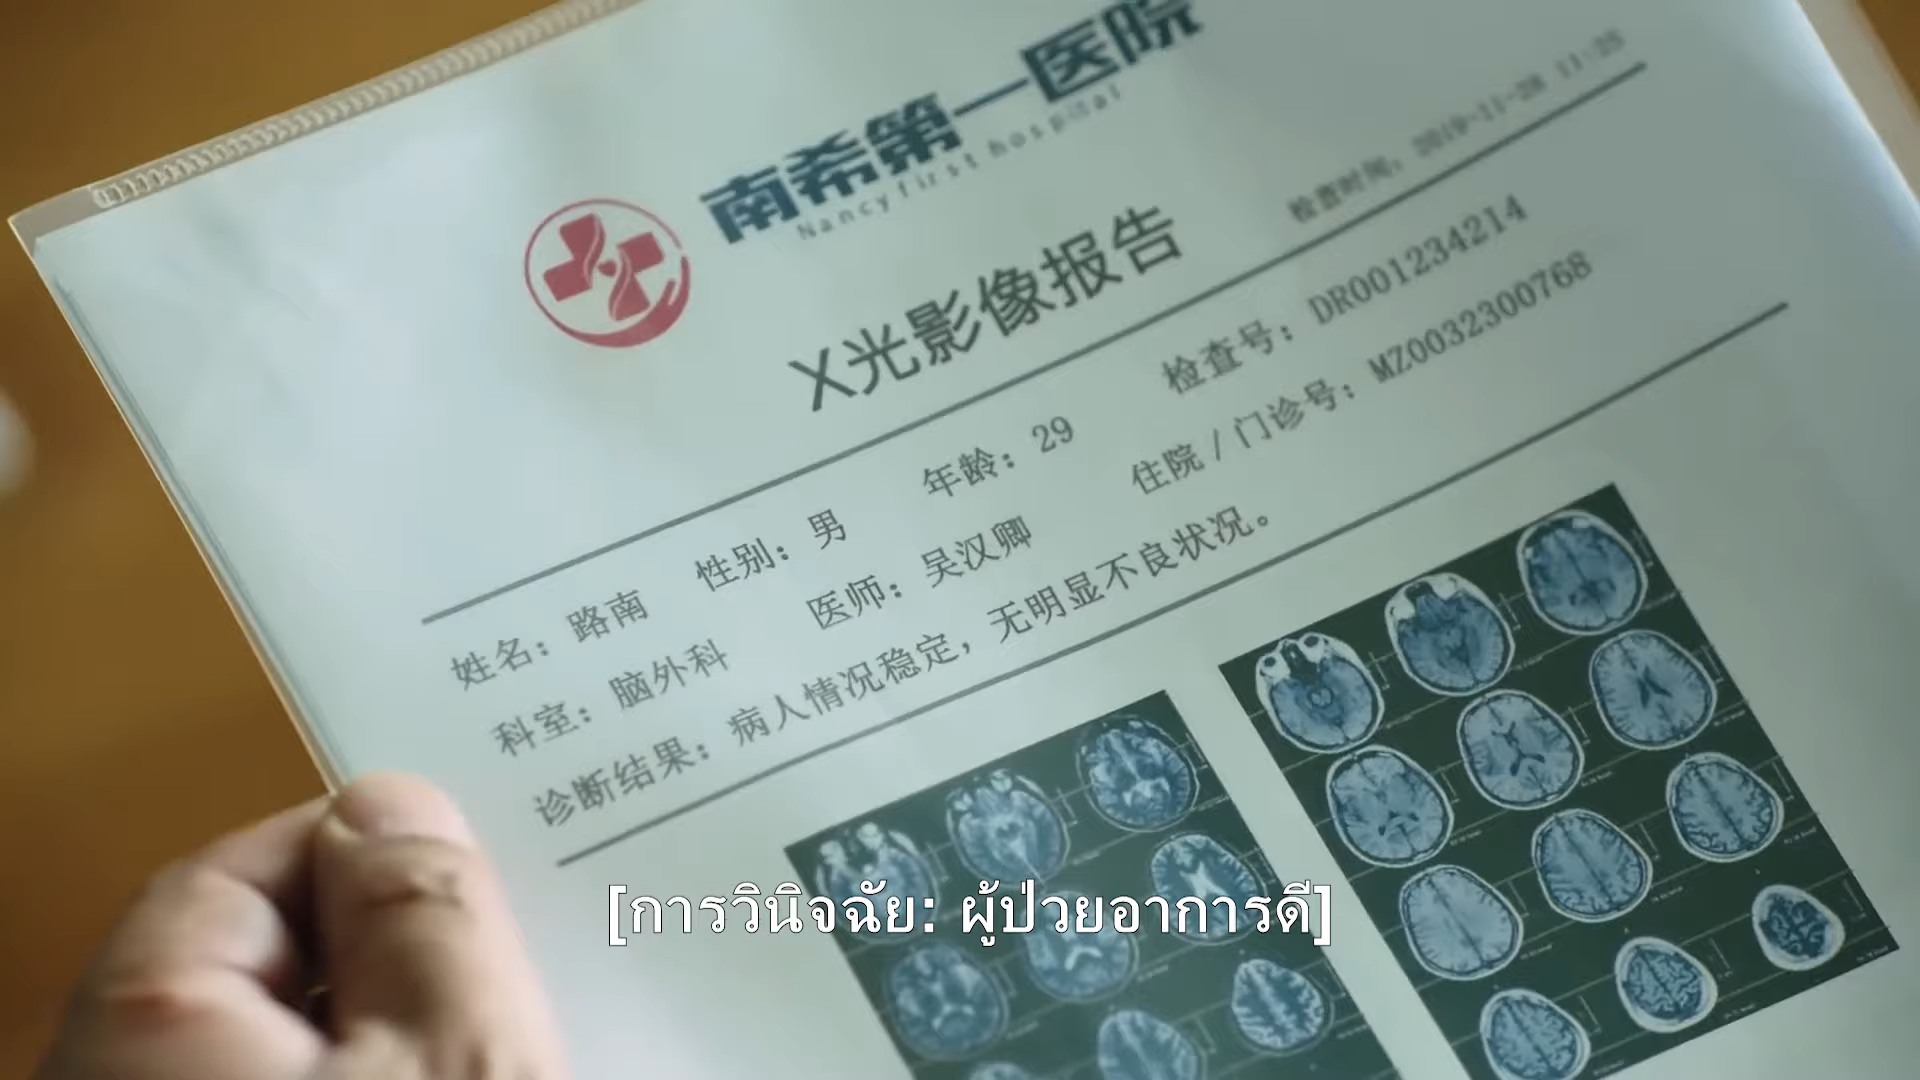 南希第一医院
Nancy first hospital
X光影像报告
检查时间：2019-11-28 11:25
姓名：路南 性别：男 年龄：29 检查号：DR001234214
科室：脑外科 医师：吴汉卿 住院/门诊号：MZ0032300768
诊断结果：病人情况稳定，无明显不良状况。
[การวินิจฉัย: ผู้ป่วยอาการดี]